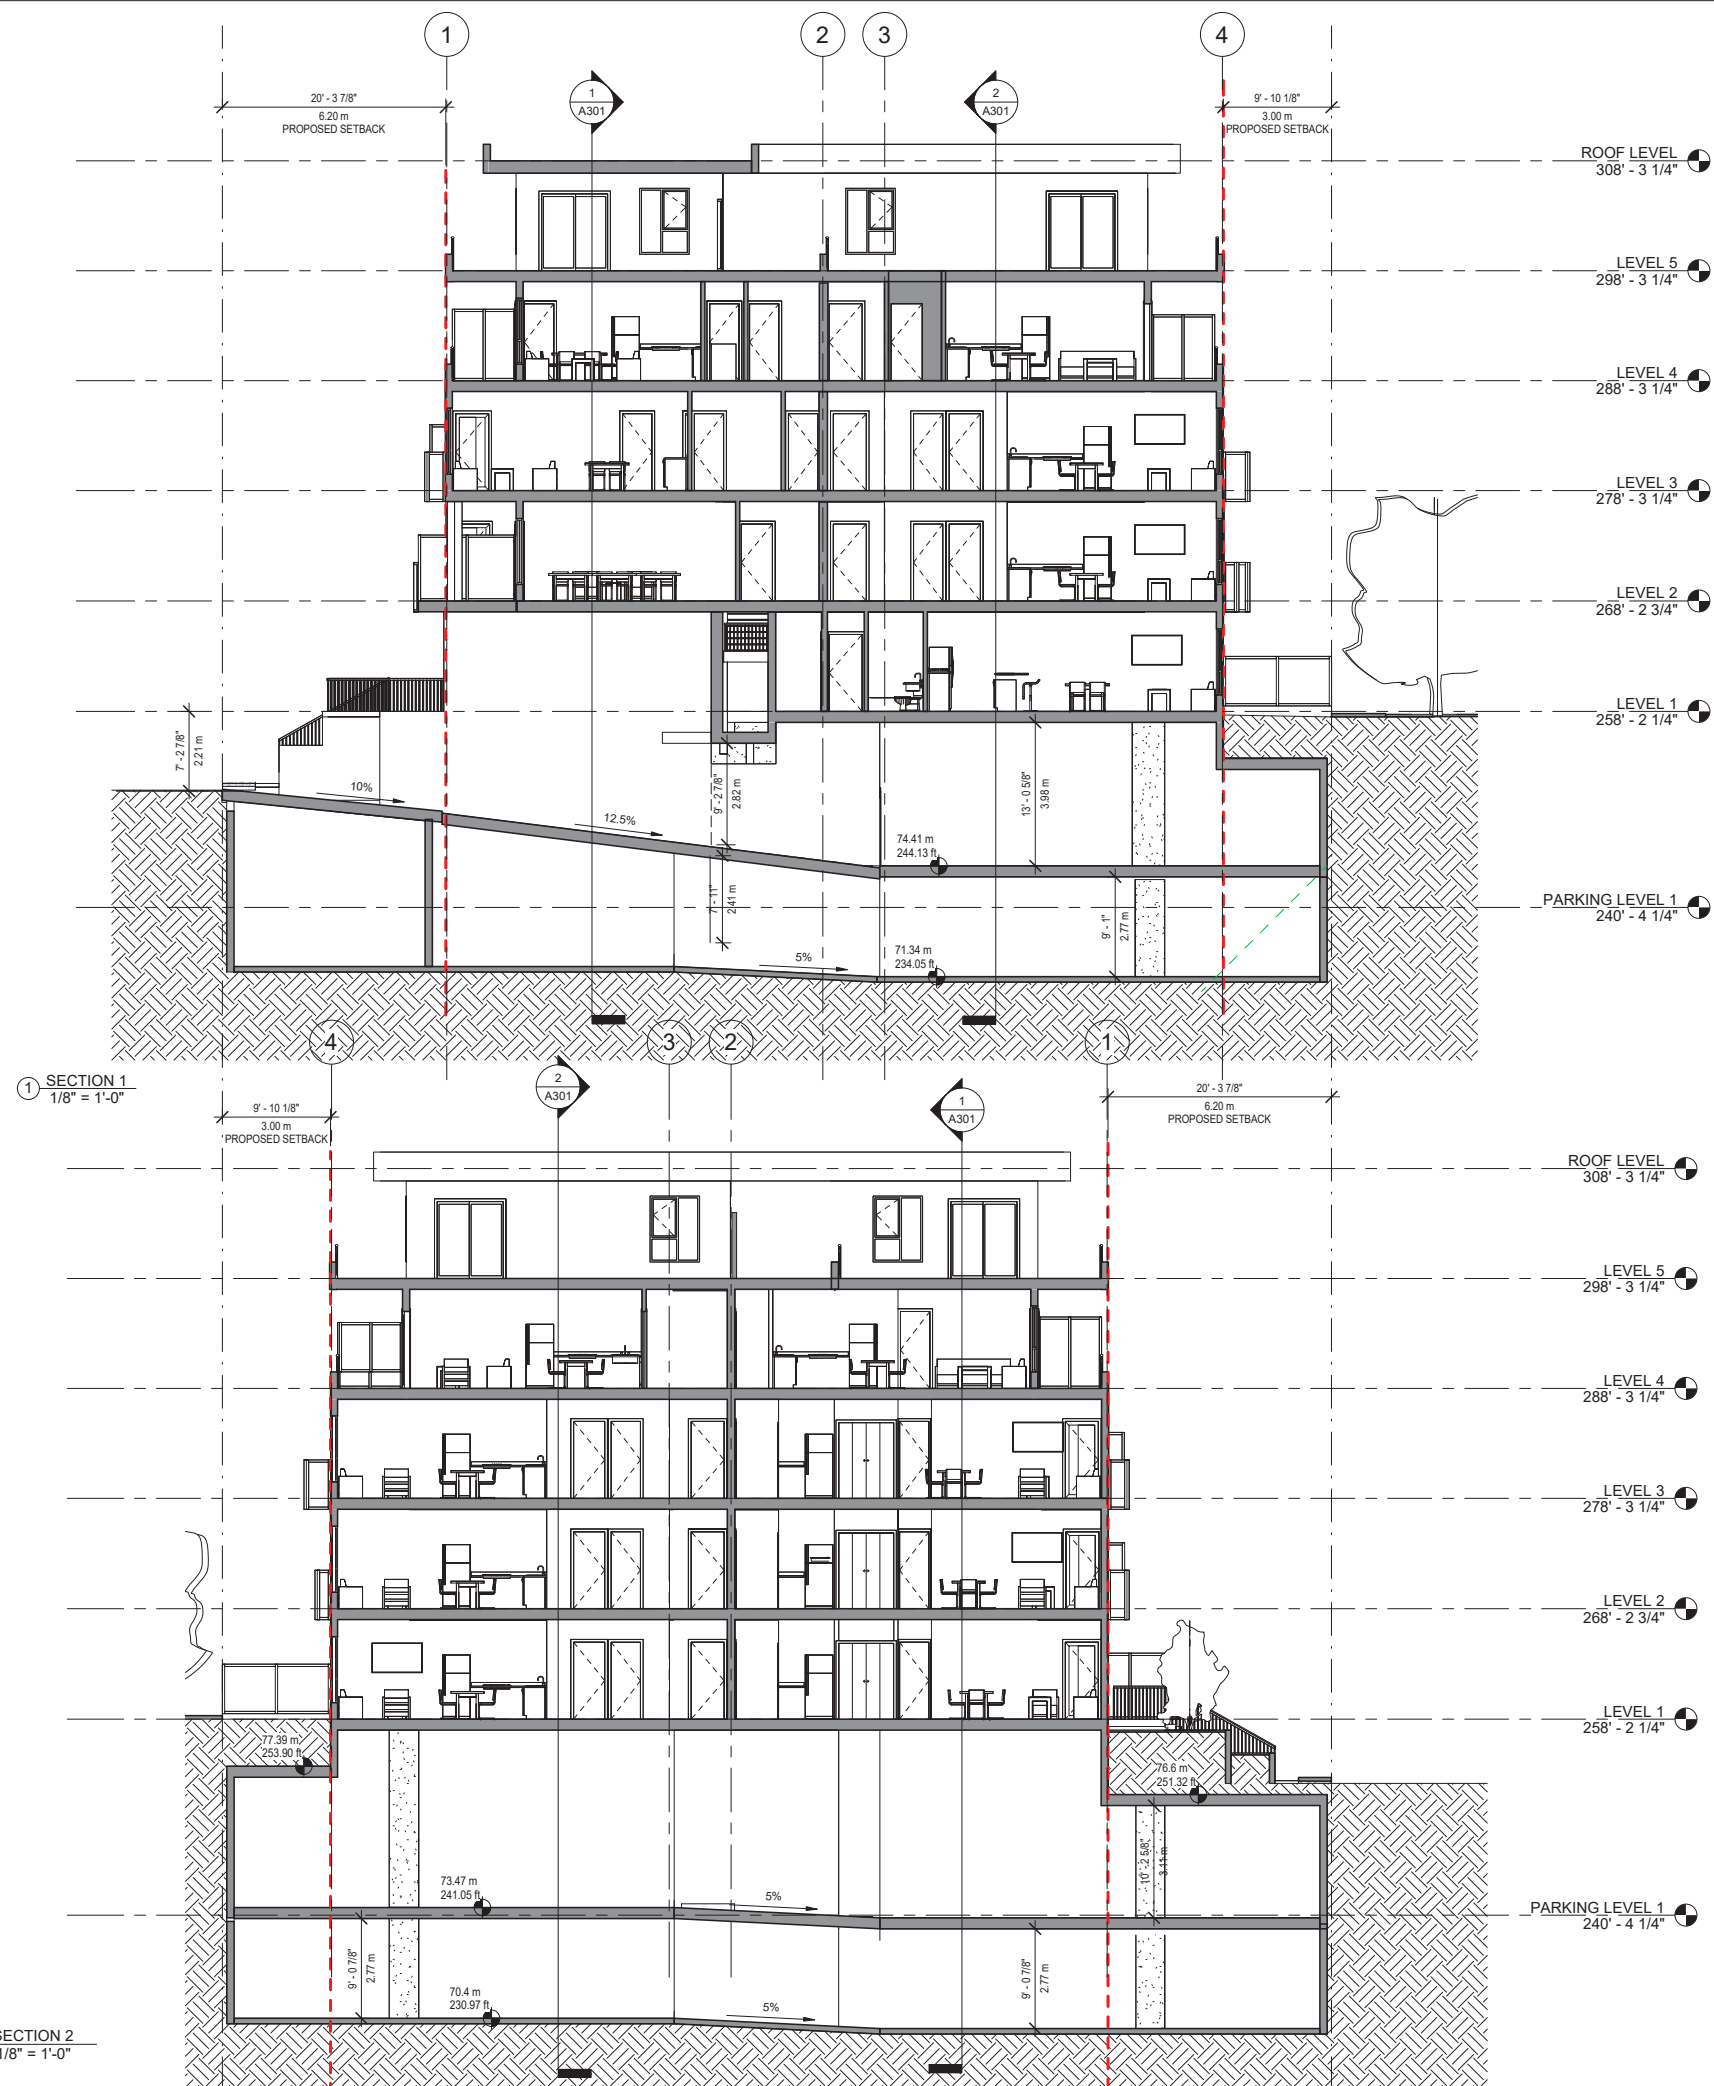 1
2
3
4
20' - 3 7/8"
6.20 m
PROPOSED SETBACK
1
A301
2
A301
9' - 10 1/8"
3.00 m
PROPOSED SETBACK
ROOF LEVEL
308' - 3 1/4"
LEVEL 5
298' - 3 1/4"
LEVEL 4
288' - 3 1/4"
LEVEL 3
278' - 3 1/4"
LEVEL 2
268' - 2 3/4"
LEVEL 1
258' - 2 1/4"
7' - 2 7/8"
2.21 m
10%
12.5%
9' - 2 7/8"
2.82 m
13' - 0 5/8"
3.98 m
74.41 m
244.13 ft
7' - 11"
2.41 m
9' - 1"
2.77 m
PARKING LEVEL 1
240' - 4 1/4"
5%
71.34 m
234.05 ft
1
SECTION 1
1/8" = 1'-0"
4
3
2
1
9' - 10 1/8"
3.00 m
PROPOSED SETBACK
2
A301
1
A301
20' - 3 7/8"
6.20 m
PROPOSED SETBACK
ROOF LEVEL
308' - 3 1/4"
LEVEL 5
298' - 3 1/4"
LEVEL 4
288' - 3 1/4"
LEVEL 3
278' - 3 1/4"
LEVEL 2
268' - 2 3/4"
LEVEL 1
258' - 2 1/4"
77.39 m
253.90 ft
76.6 m
251.32 ft
10' - 2 5/8"
3.11 m
73.47 m
241.05 ft
5%
PARKING LEVEL 1
240' - 4 1/4"
9' - 0 7/8"
2.77 m
9' - 0 7/8"
2.77 m
70.4 m
230.97 ft
5%
SECTION 2
1/8" = 1'-0"